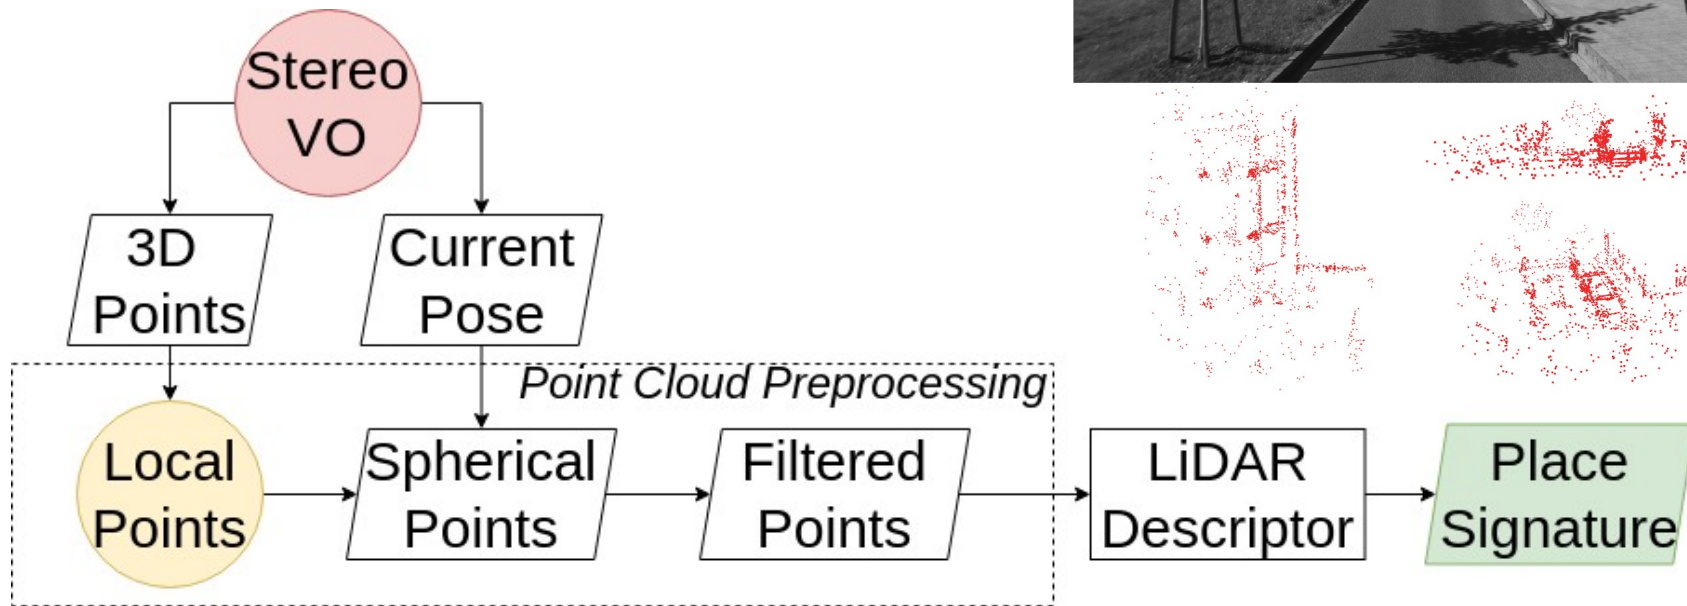 Stereo
VO
3D
Points
Current
Pose
Point Cloud Preprocessing
Local
Points
Spherical
Points
Filtered
Points
LiDAR
Descriptor
Place
Signature